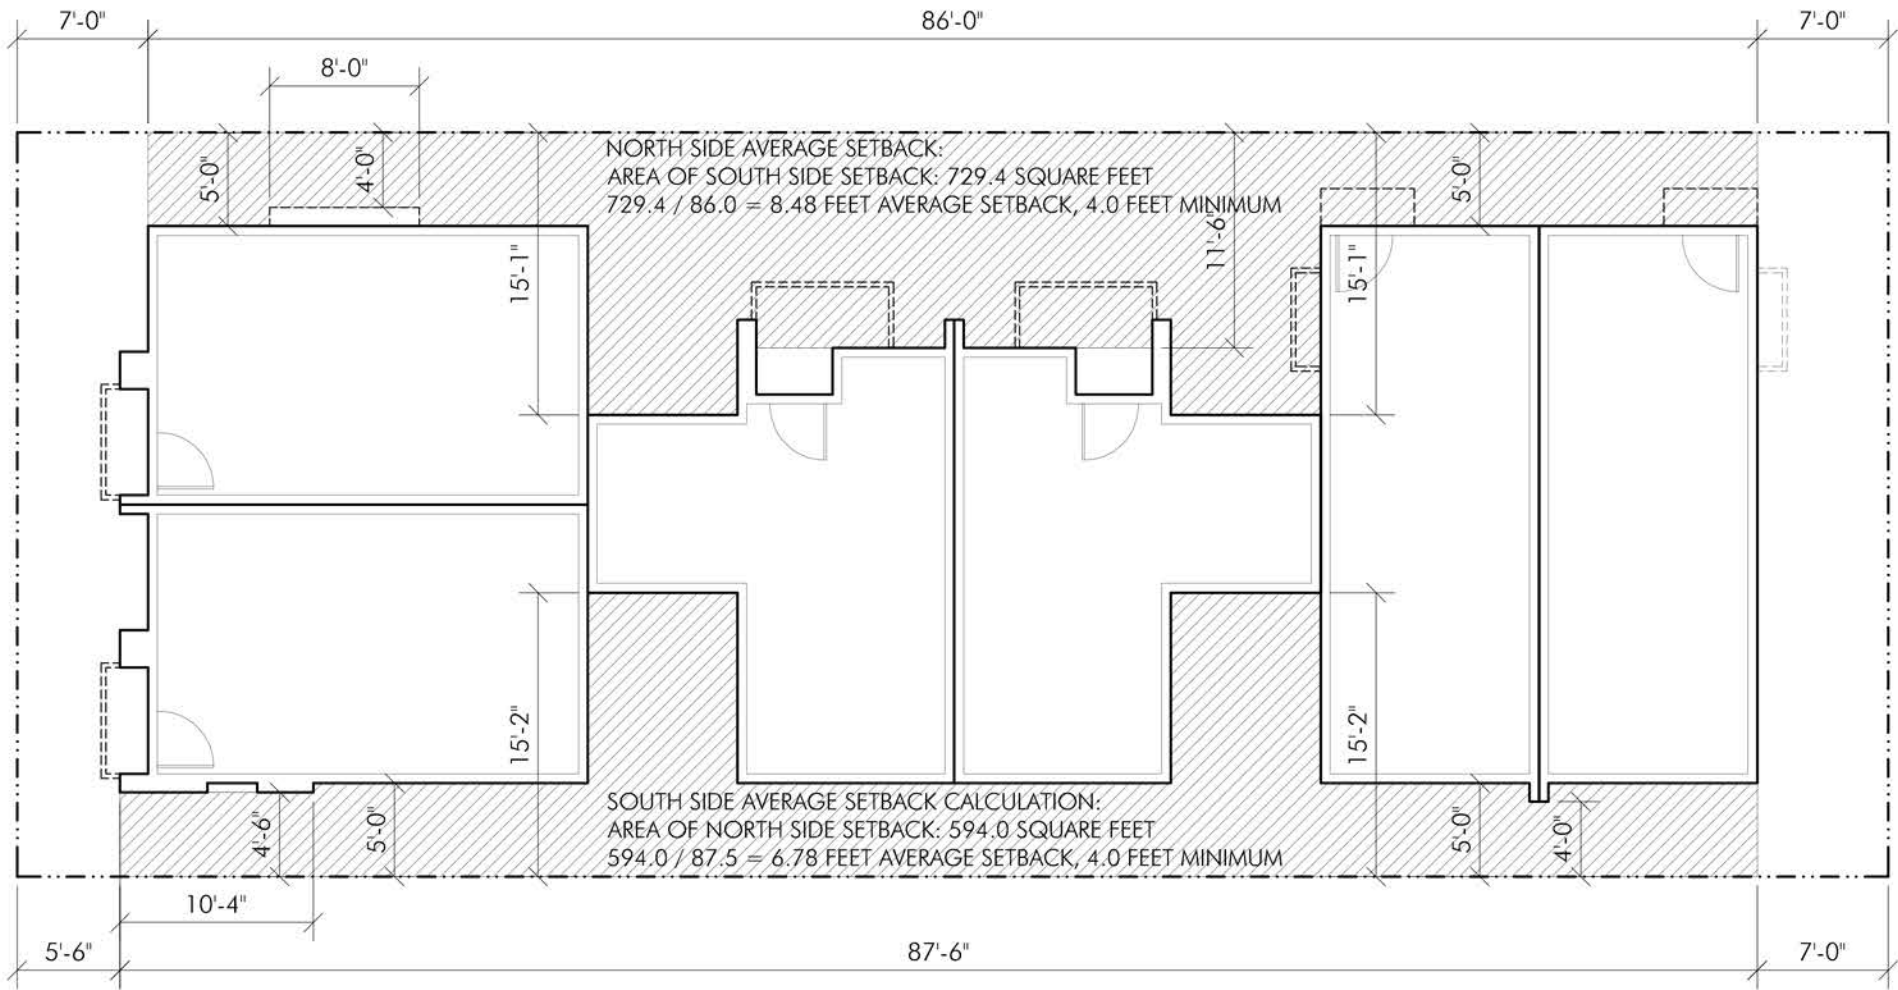 7'-0" 86'-0" 7'-0"
8'-0"
5'-0" 4'-0" 5'-0"
NORTH SIDE AVERAGE SETBACK:
AREA OF SOUTH SIDE SETBACK: 729.4 SQUARE FEET
729.4 / 86.0 = 8.48 FEET AVERAGE SETBACK, 4.0 FEET MINIMUM
15'-1" 11'-6" 15'-1"
15'-2" 15'-2"
SOUTH SIDE AVERAGE SETBACK CALCULATION:
AREA OF NORTH SIDE SETBACK: 594.0 SQUARE FEET
594.0 / 87.5 = 6.78 FEET AVERAGE SETBACK, 4.0 FEET MINIMUM
4'-6" 5'-0" 5'-0" 4'-0"
10'-4"
5'-6" 87'-6" 7'-0"